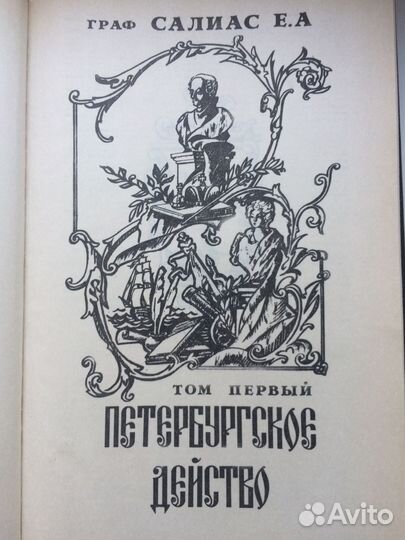 ГРАФ САЛИАС Е.А
ТОМ ПЕРВЫЙ
ПЕТЕРБУРГСКОЕ
ДЕЙСТВО
Avito